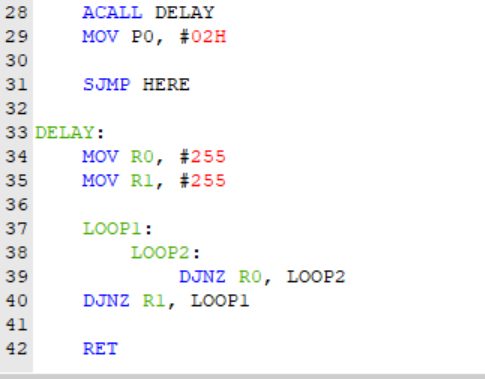 28 ACALL DELAY
29 MOV P0, #02H
30
31 SJMP HERE
32
33 DELAY:
34 MOV R0, #255
35 MOV R1, #255
36
37 LOOP1:
38 LOOP2:
39 DJNZ R0, LOOP2
40 DJNZ R1, LOOP1
41
42 RET